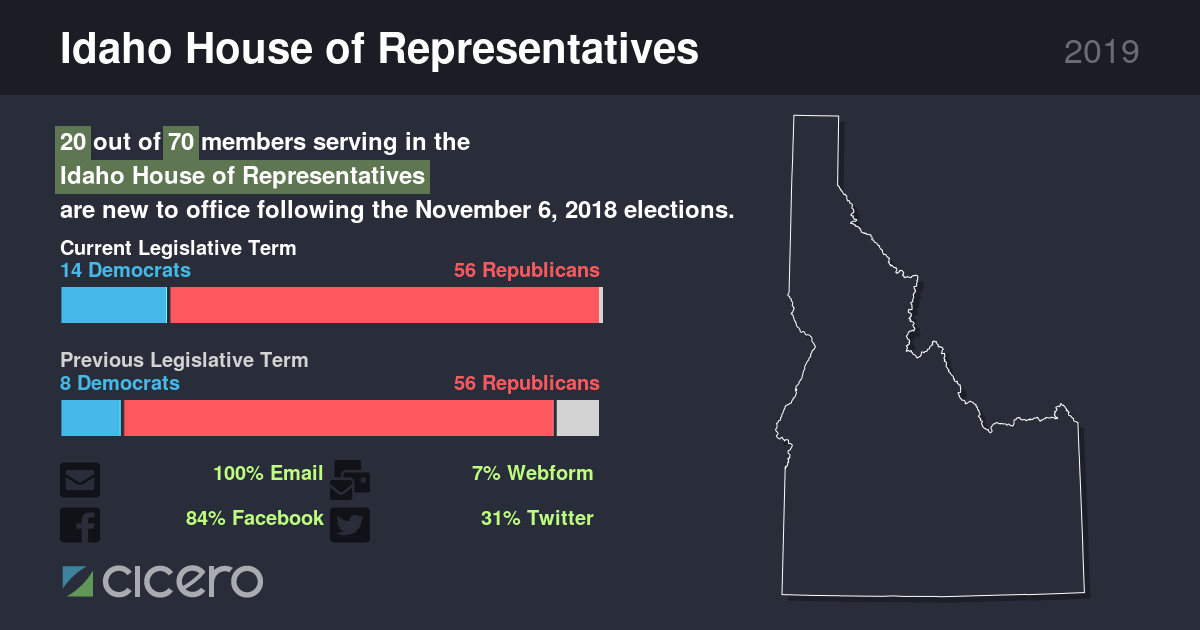 Idaho House of Representatives
2019
20 out of 70 members serving in the
Idaho House of Representatives
are new to office following the November 6, 2018 elections.
Current Legislative Term
14 Democrats 56 Republicans
Previous Legislative Term
8 Democrats 56 Republicans
100% Email 7% Webform
84% Facebook 31% Twitter
cicero